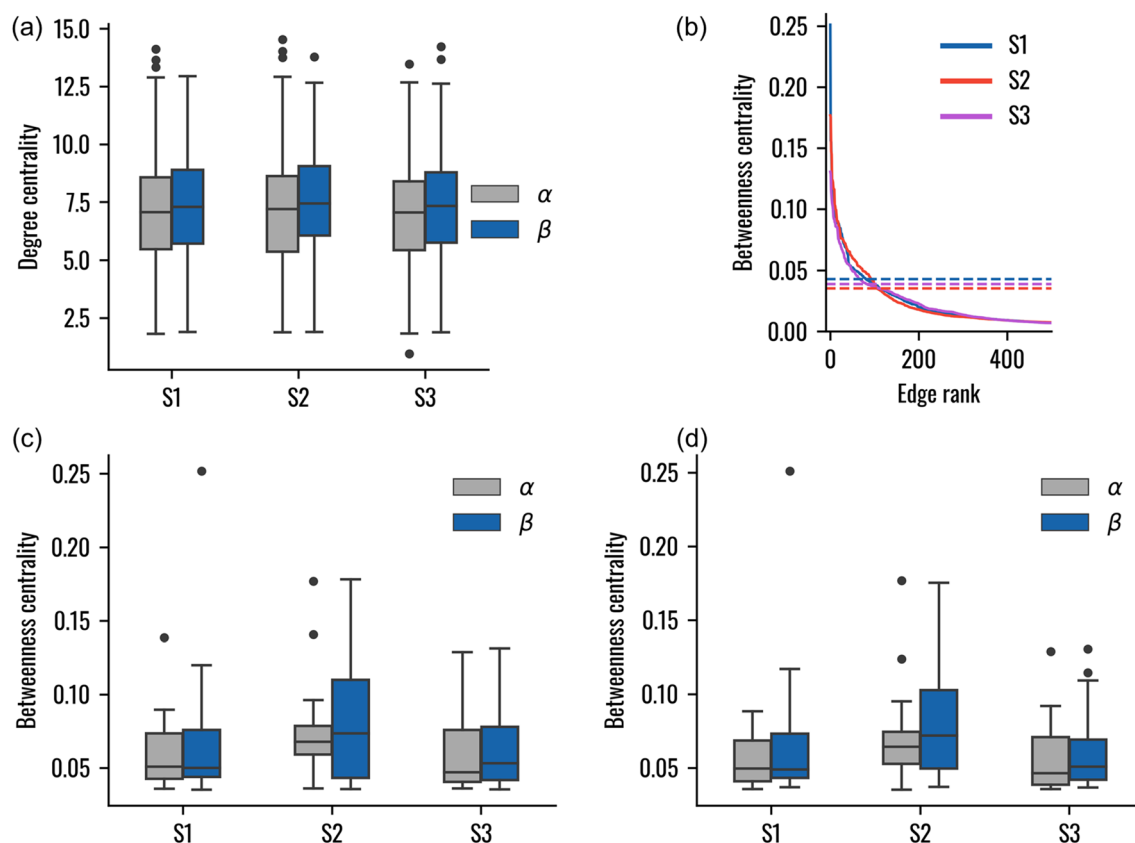 (a)
Degree centrality
15.0
12.5
10.0
7.5
5.0
2.5
S1
S2
S3
α
β
(b)
Betweenness centrality
0.25
0.20
0.15
0.10
0.05
0.00
0
200
400
Edge rank
S1
S2
S3
(c)
Betweenness centrality
0.25
0.20
0.15
0.10
0.05
S1
S2
S3
α
β
(d)
Betweenness centrality
0.25
0.20
0.15
0.10
0.05
S1
S2
S3
α
β